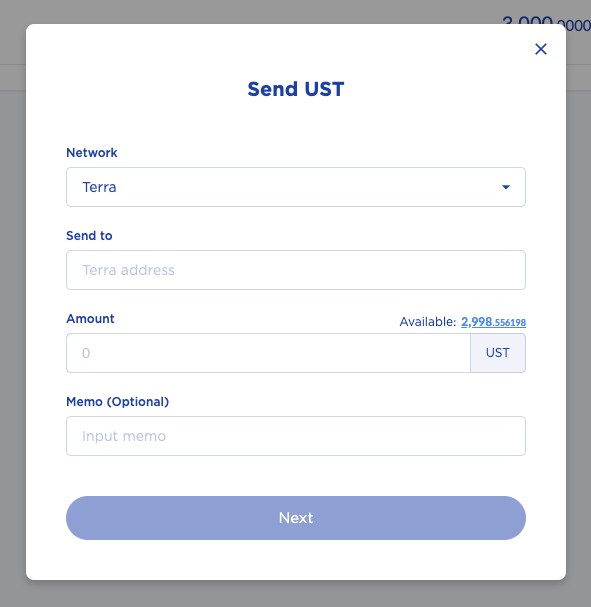 3,000.0000
Send UST
Network
Terra
Send to
Terra address
Amount Available: 2,998.556198
0 UST
Memo (Optional)
Input memo
Next